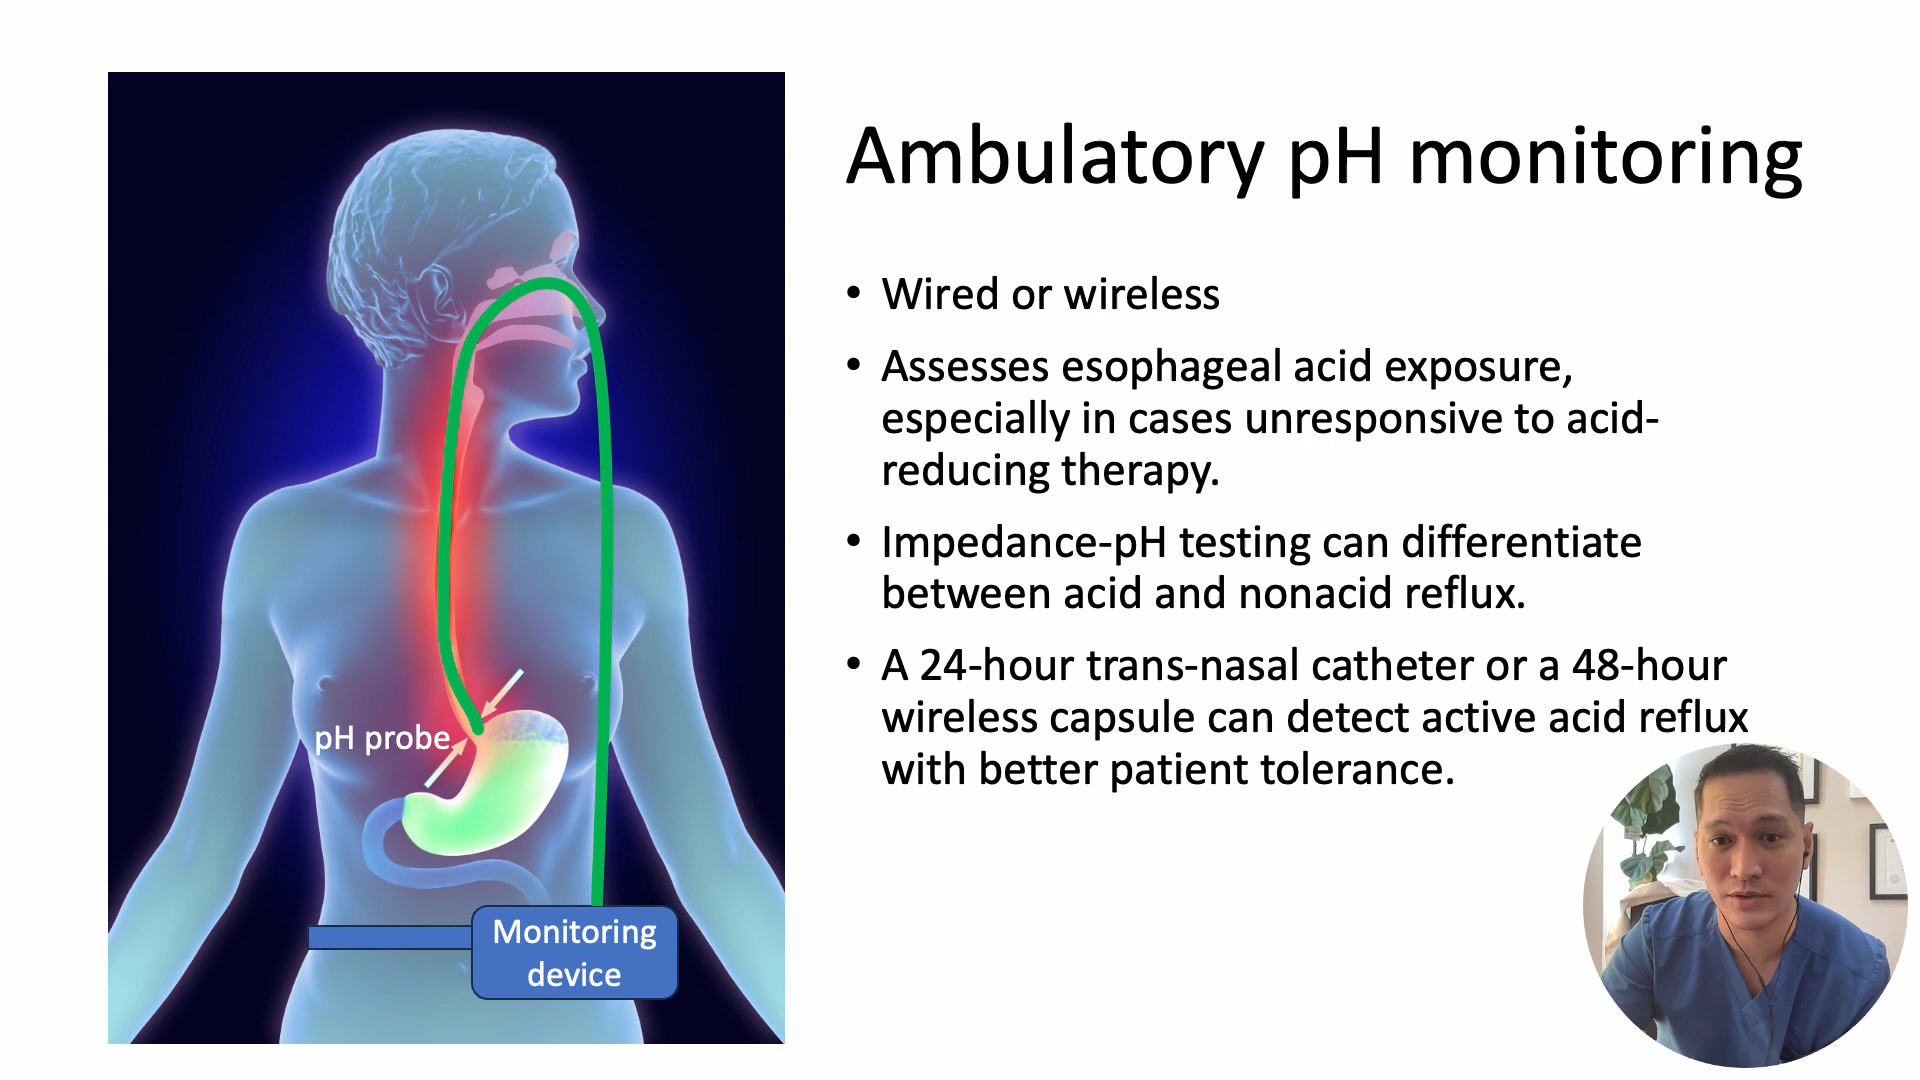 Ambulatory pH monitoring
• Wired or wireless
• Assesses esophageal acid exposure,
especially in cases unresponsive to acid-
reducing therapy.
• Impedance-pH testing can differentiate
between acid and nonacid reflux.
• A 24-hour trans-nasal catheter or a 48-hour
wireless capsule can detect active acid reflux
with better patient tolerance.
pH probe
Monitoring
device